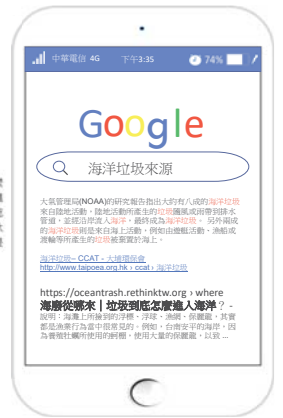 中華電信 4G 下午3:35 74%
Google
海洋垃圾來源
大氣管理局(NOAA)的研究報告指出大約有八成的海洋垃圾
來自陸地活動。陸地活動所產生的垃圾隨風或雨帶到排水
管道，並經沿岸流入海洋，最終成為海洋垃圾。另外兩成
的海洋垃圾則是來自海上活動，例如由遊艇活動、漁船或
渡輪等所產生的垃圾被棄置於海上。
海洋垃圾– CCAT - 大埔環保會
http://www.taipoea.org.hk › ccat › 海洋垃圾
https://oceantrash.rethinktw.org › where
海廢從哪來 | 垃圾到底怎麼進入海洋？ -
說明：海灘上所撿到的浮標、浮球、漁網、保麗龍，其實
都是漁業行為當中很常見的。例如，台南安平的海岸，因
為養殖牡蠣所使用的蚵棚，使用大量的保麗龍，以致 ...